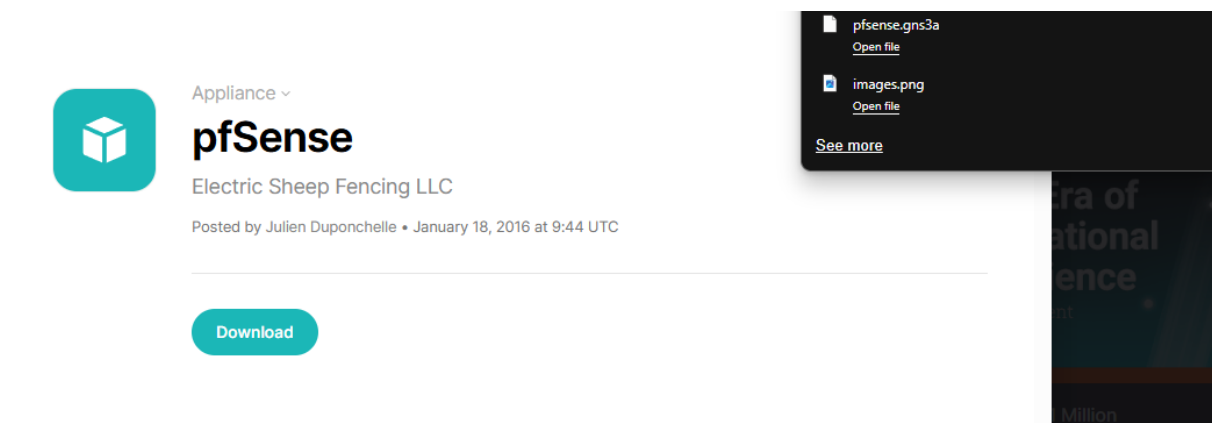 pfsense.gns3a
Open file
images.png
Open file
See more
Appliance
pfSense
Electric Sheep Fencing LLC
Posted by Julien Duponchelle • January 18, 2016 at 9:44 UTC
Download
Era of
ational
ence
Million